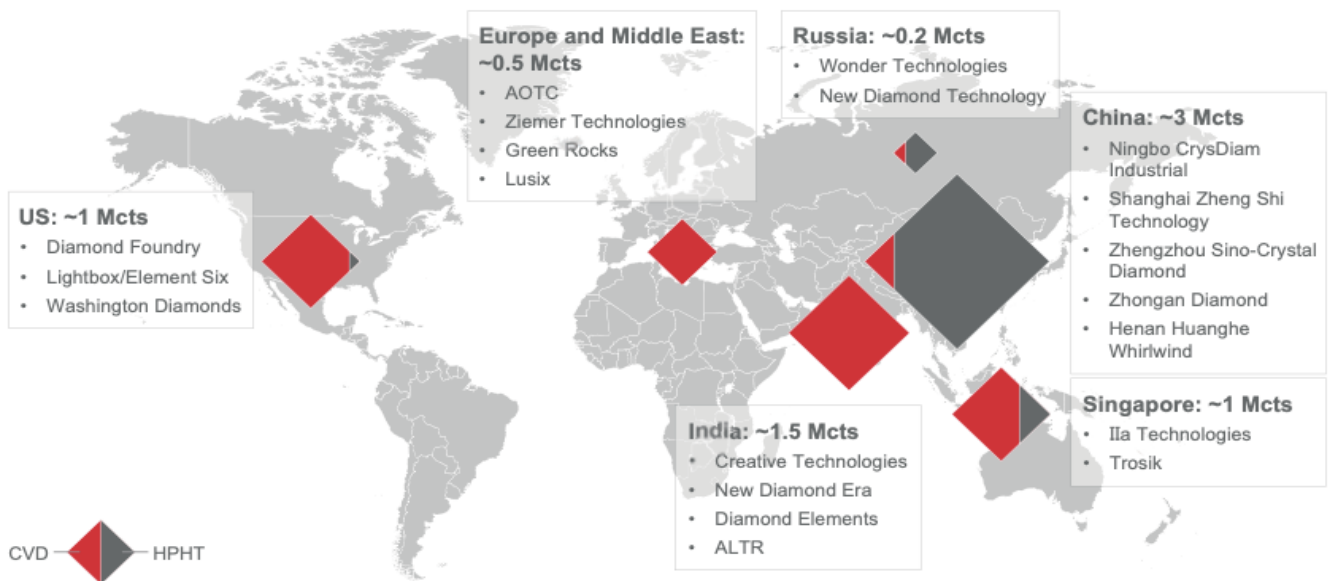 Europe and Middle East:
~0.5 Mcts
• AOTC
• Ziemer Technologies
• Green Rocks
• Lusix
Russia: ~0.2 Mcts
• Wonder Technologies
• New Diamond Technology
China: ~3 Mcts
• Ningbo CrysDiam
Industrial
• Shanghai Zheng Shi
Technology
• Zhengzhou Sino-Crystal
Diamond
• Zhongan Diamond
• Henan Huanghe
Whirlwind
US: ~1 Mcts
• Diamond Foundry
• Lightbox/Element Six
• Washington Diamonds
India: ~1.5 Mcts
• Creative Technologies
• New Diamond Era
• Diamond Elements
• ALTR
Singapore: ~1 Mcts
• IIa Technologies
• Trosik
CVD
HPHT